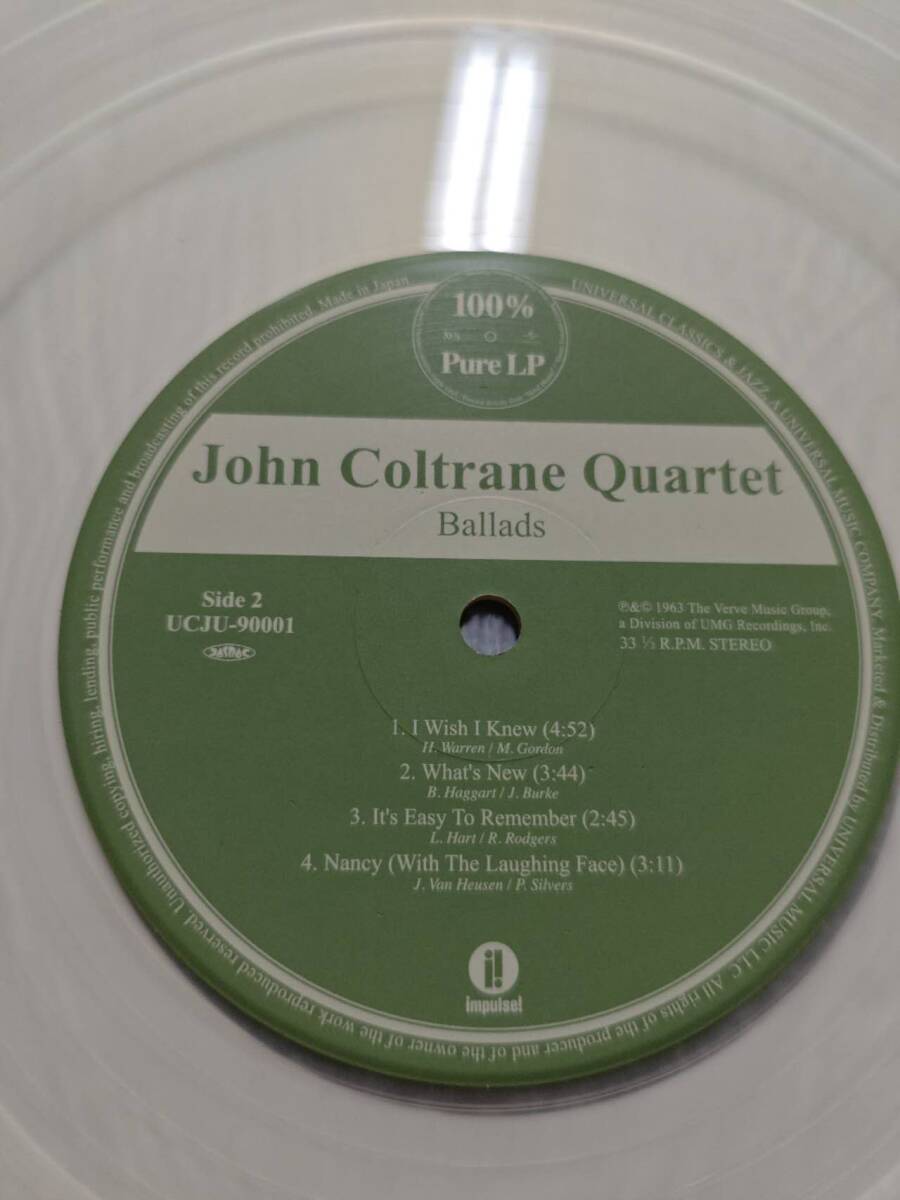 100%
Pure LP
John Coltrane Quartet
Ballads
Side 2
UCJU-90001
℗&© 1963 The Verve Music Group,
a Division of UMG Recordings, Inc.
33 ⅓ R.P.M. STEREO
1. I Wish I Knew (4:52)
H. Warren / M. Gordon
2. What's New (3:44)
B. Haggart / J. Burke
3. It's Easy To Remember (2:45)
L. Hart / R. Rodgers
4. Nancy (With The Laughing Face) (3:11)
J. Van Heusen / P. Silvers
impulse!
UNIVERSAL CLASSICS & JAZZ, A UNIVERSAL MUSIC COMPANY. Marketed & Distributed by UNIVERSAL MUSIC LLC. All rights of the producer and of the owner of the work reproduced reserved. Unauthorized copying, hiring, lending, public performance and broadcasting of this record prohibited. Made in Japan